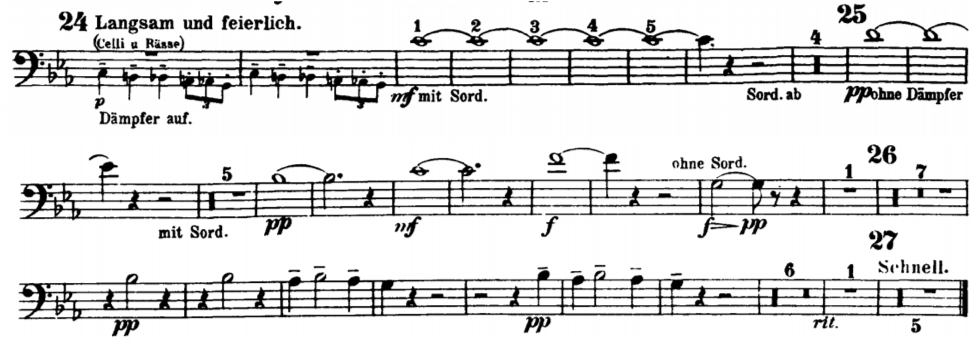 24 Langsam und feierlich. 25
(Celli u Bässe) 1 2 3 4 5 4
p 3 3 mf mit Sord. Sord. ab pp ohne Dämpfer
Dämpfer auf.
26
5 ohne Sord. 1 7
mit Sord. pp mf f f pp
27
6 1 Schnell.
pp pp rit. 5